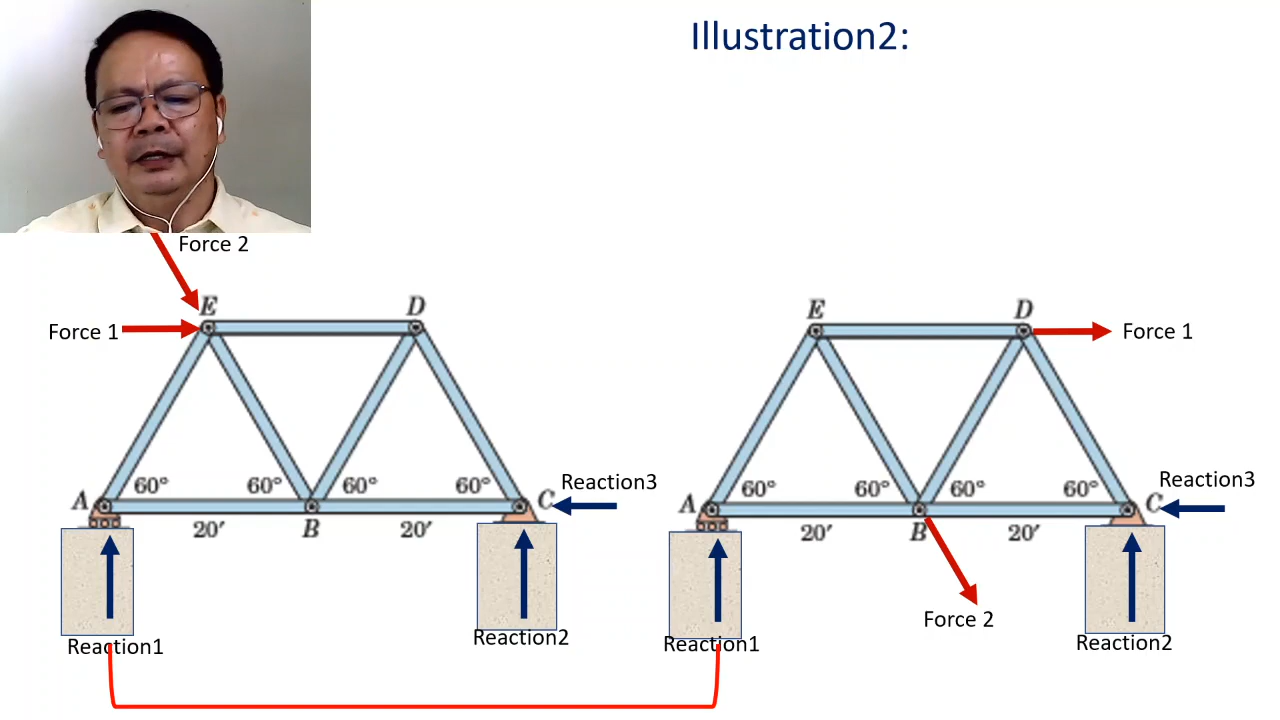 Illustration2:
Force 2
E
D
Force 1
A
60°
60°
60°
60°
C
Reaction3
20′
B
20′
Reaction1
Reaction2
E
D
Force 1
A
60°
60°
60°
60°
C
Reaction3
20′
B
20′
Force 2
Reaction1
Reaction2